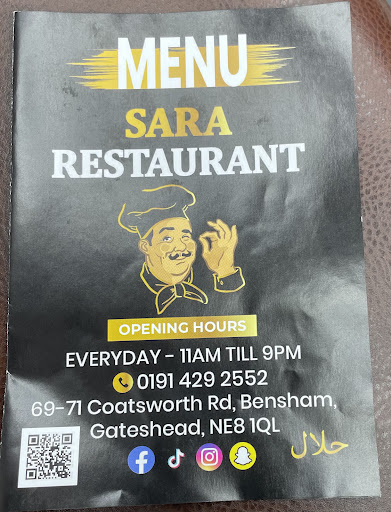 MENU
SARA
RESTAURANT
OPENING HOURS
EVERYDAY - 11AM TILL 9PM
0191 429 2552
69-71 Coatsworth Rd, Bensham,
Gateshead, NE8 1QL
حلال